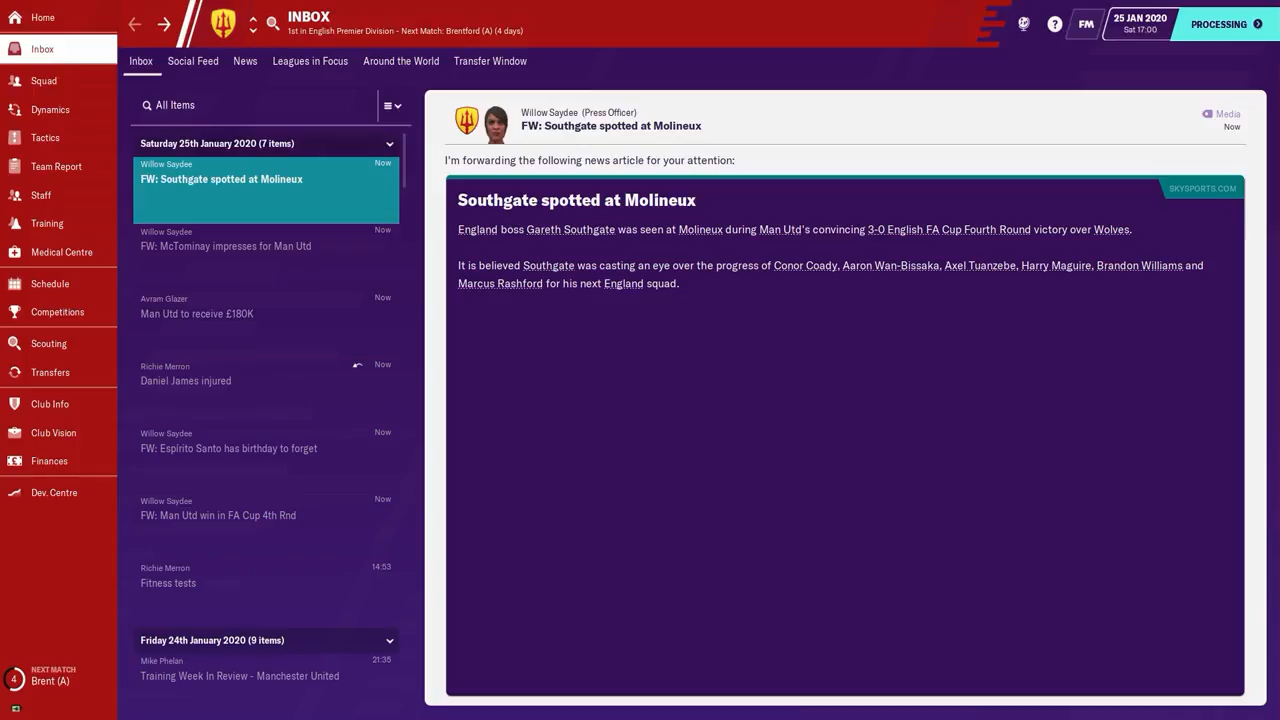 Home
Inbox
Squad
Dynamics
Tactics
Team Report
Staff
Training
Medical Centre
Schedule
Competitions
Scouting
Transfers
Club Info
Club Vision
Finances
Dev. Centre
4
NEXT MATCH
Brent (A)
INBOX
1st in English Premier Division - Next Match: Brentford (A) (4 days)
?
FM
25 JAN 2020
Sat 17:00
PROCESSING
Inbox
Social Feed
News
Leagues in Focus
Around the World
Transfer Window
All Items
Saturday 25th January 2020 (7 items)
Willow Saydee
Now
FW: Southgate spotted at Molineux
Willow Saydee
Now
FW: McTominay impresses for Man Utd
Avram Glazer
Now
Man Utd to receive £180K
Richie Merron
Now
Daniel James injured
Willow Saydee
Now
FW: Espírito Santo has birthday to forget
Willow Saydee
Now
FW: Man Utd win in FA Cup 4th Rnd
Richie Merron
14:53
Fitness tests
Friday 24th January 2020 (9 items)
Mike Phelan
21:35
Training Week In Review - Manchester United
Willow Saydee (Press Officer)
FW: Southgate spotted at Molineux
Media
Now
I'm forwarding the following news article for your attention:
SKYSPORTS.COM
Southgate spotted at Molineux
England boss Gareth Southgate was seen at Molineux during Man Utd's convincing 3-0 English FA Cup Fourth Round victory over Wolves.
It is believed Southgate was casting an eye over the progress of Conor Coady, Aaron Wan-Bissaka, Axel Tuanzebe, Harry Maguire, Brandon Williams and
Marcus Rashford for his next England squad.